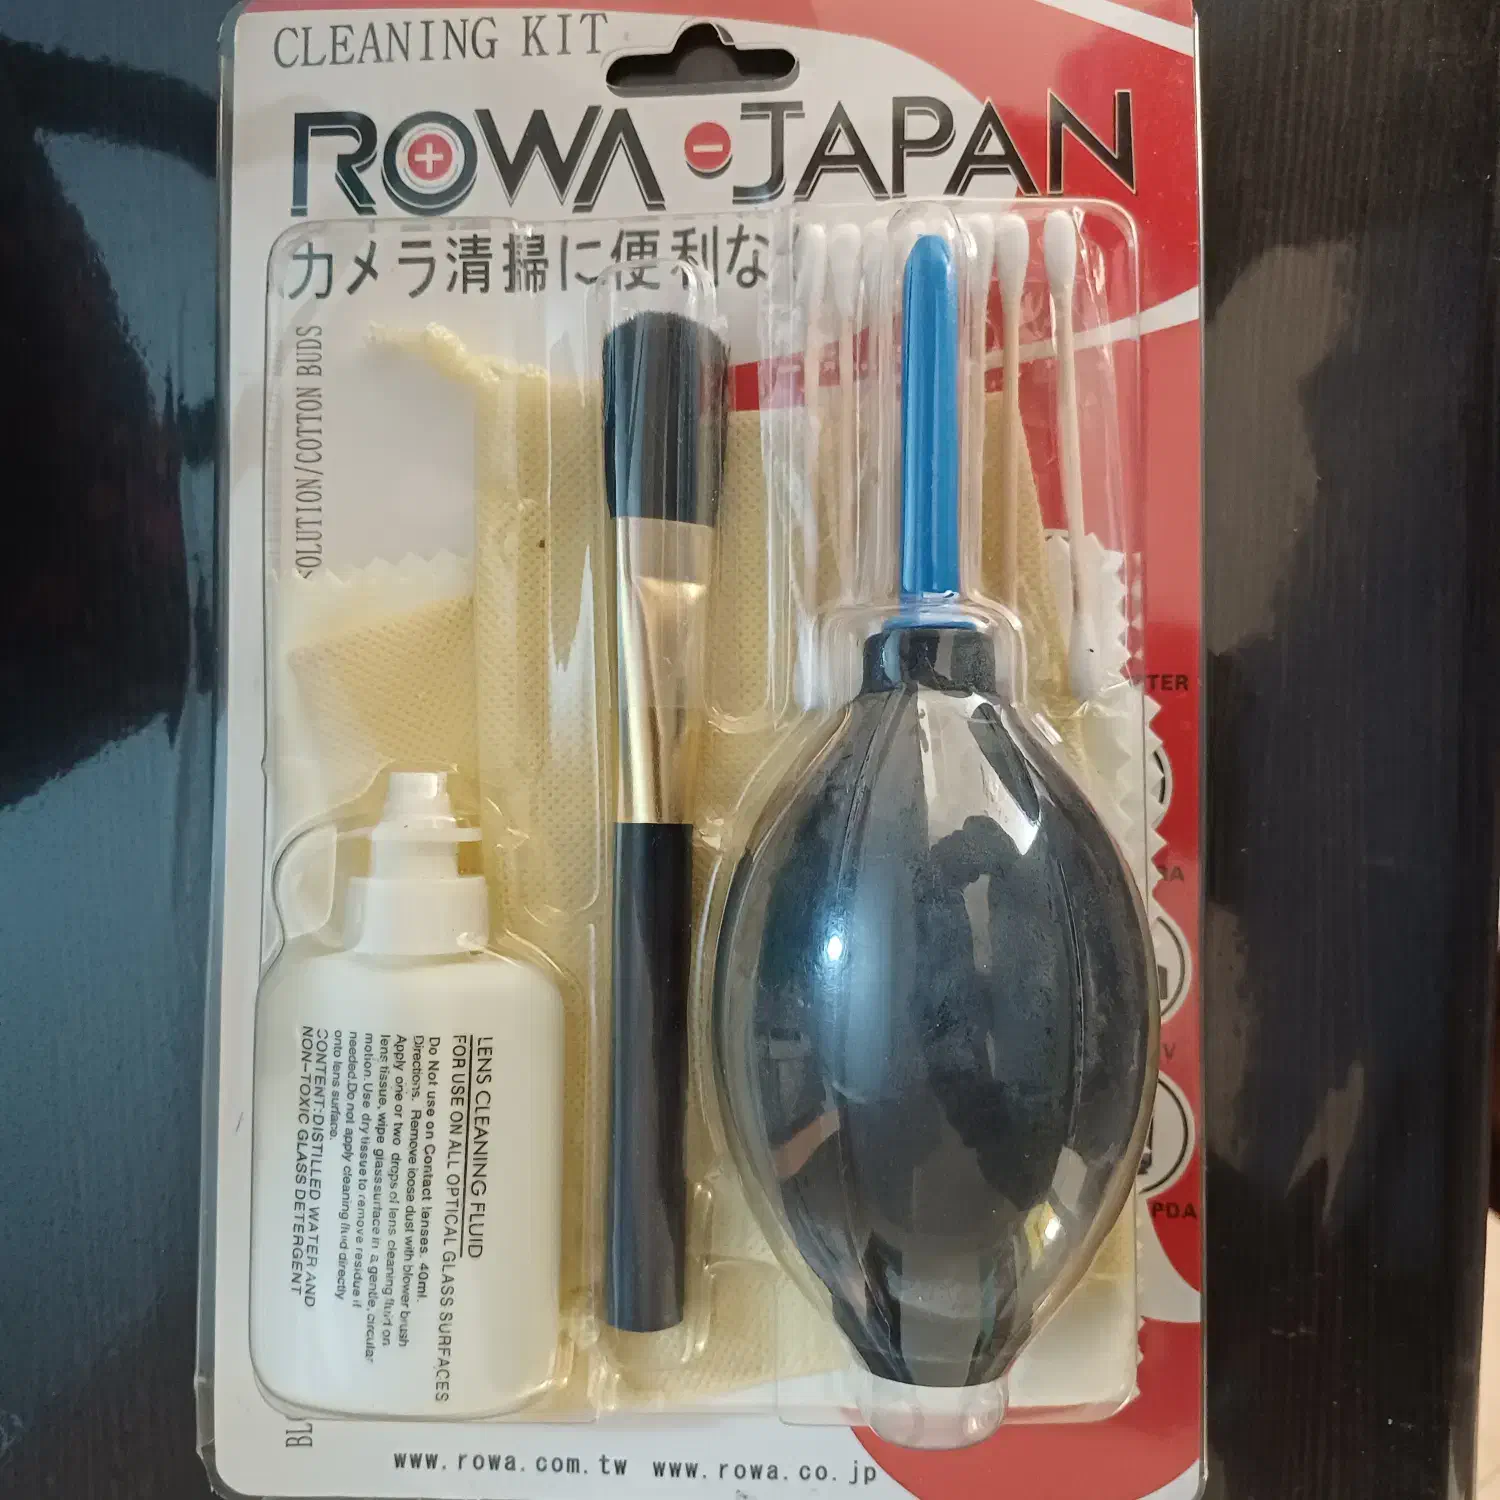 CLEANING KIT
ROWA JAPAN
カメラ清掃に便利な
OLUTION/COTTON BUDS
TER
V
PDA
LENS CLEANING FLUID
FOR USE ON ALL OPTICAL GLASS SURFACES
Do Not use on Contact lenses. 40ml.
Directions. Remove loose dust with blower brush
Apply one or two drops of lens cleaning fluid on
lens tissue, wipe glass surface in a gentle, circular
motion. Use dry tissue to remove residue if
needed. Do not apply cleaning fluid directly
onto lens surface.
CONTENT:DISTILLED WATER AND
NON-TOXIC GLASS DETERGENT
BL
www.rowa.com.tw www.rowa.co.jp